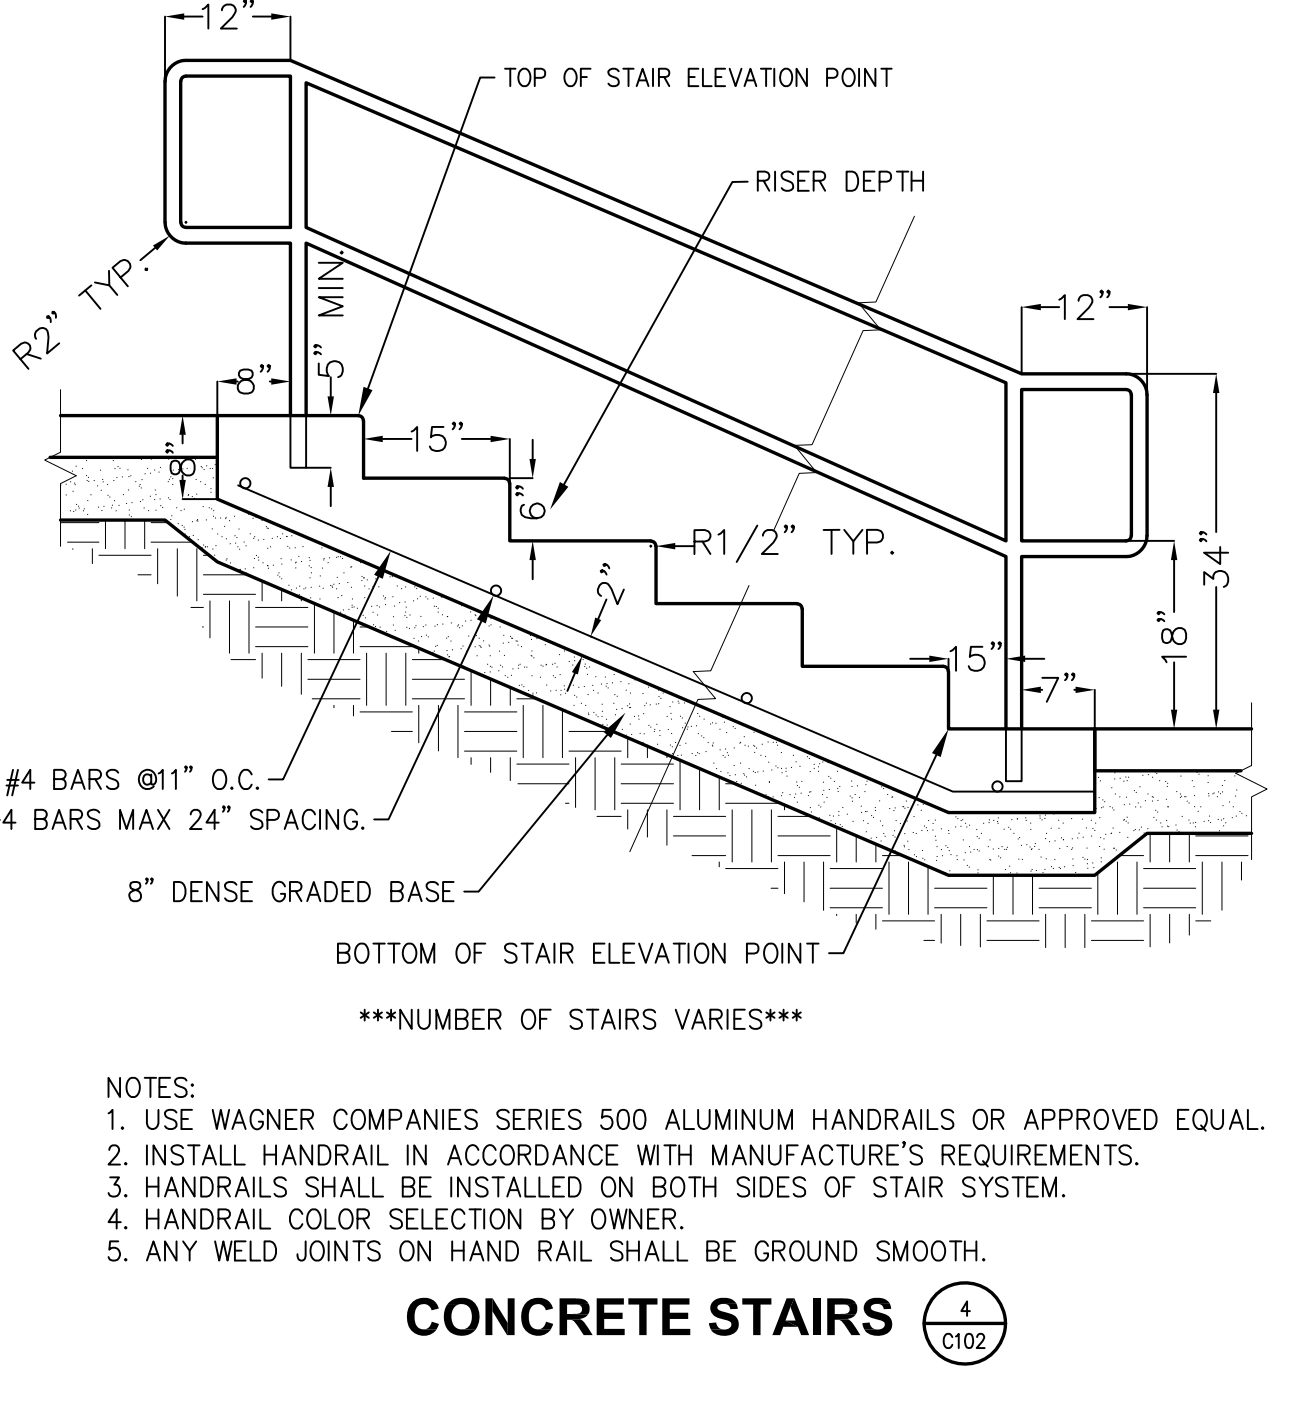 12"
TOP OF STAIR ELEVATION POINT
RISER DEPTH
R2" TYP.
5" MIN.
12"
8"
8"
15"
6"
R1/2" TYP.
2"
34"
18"
15"
7"
#4 BARS @11" O.C.
4 BARS MAX 24" SPACING.
8" DENSE GRADED BASE
BOTTOM OF STAIR ELEVATION POINT
***NUMBER OF STAIRS VARIES***
NOTES:
1. USE WAGNER COMPANIES SERIES 500 ALUMINUM HANDRAILS OR APPROVED EQUAL.
2. INSTALL HANDRAIL IN ACCORDANCE WITH MANUFACTURE'S REQUIREMENTS.
3. HANDRAILS SHALL BE INSTALLED ON BOTH SIDES OF STAIR SYSTEM.
4. HANDRAIL COLOR SELECTION BY OWNER.
5. ANY WELD JOINTS ON HAND RAIL SHALL BE GROUND SMOOTH.
CONCRETE STAIRS
4
C102